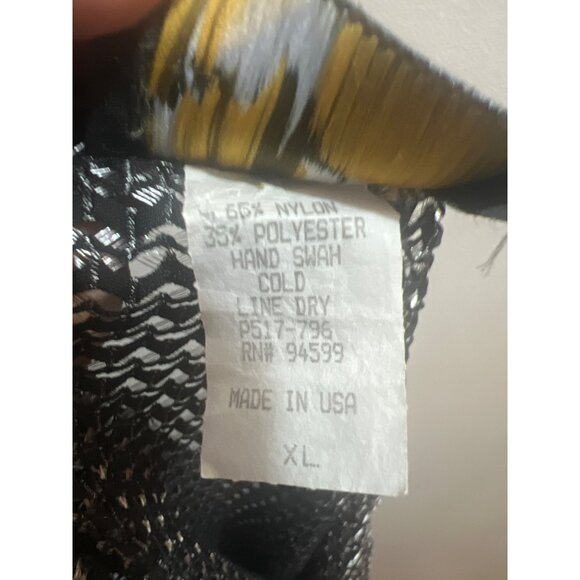 65% NYLON
35% POLYESTER
HAND SWAH
COLD
LINE DRY
P517-796
RN# 94599
MADE IN USA
XL